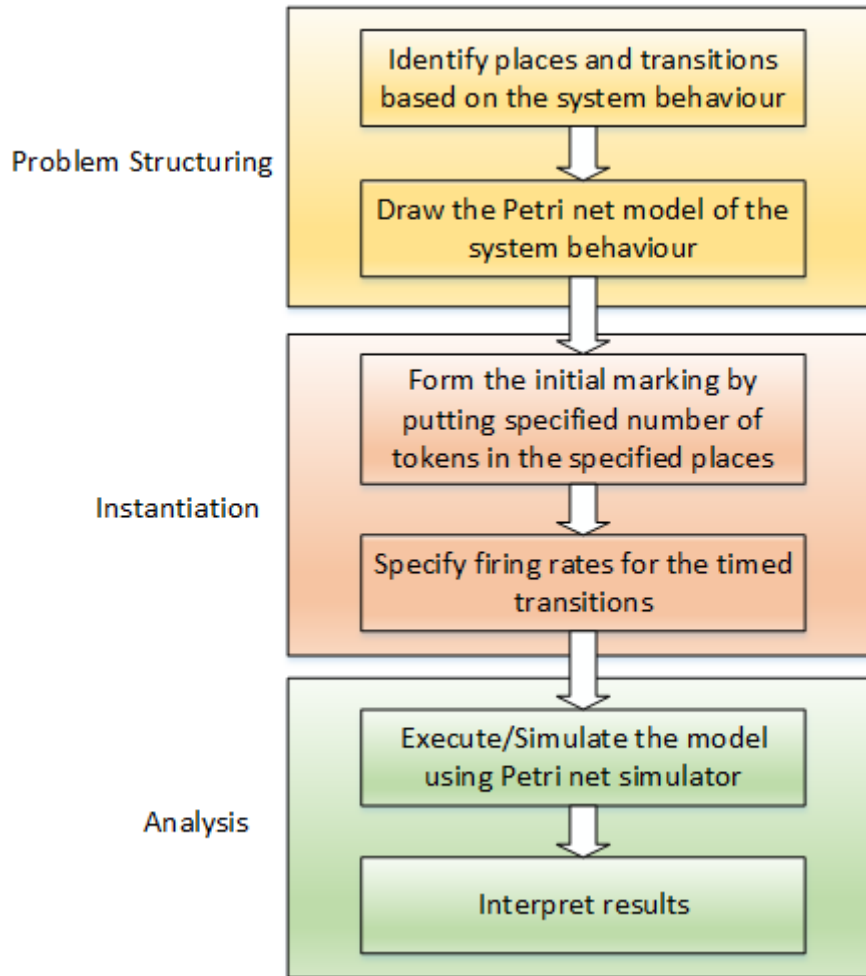 Problem Structuring
Identify places and transitions
based on the system behaviour
Draw the Petri net model of the
system behaviour
Instantiation
Form the initial marking by
putting specified number of
tokens in the specified places
Specify firing rates for the timed
transitions
Analysis
Execute/Simulate the model
using Petri net simulator
Interpret results